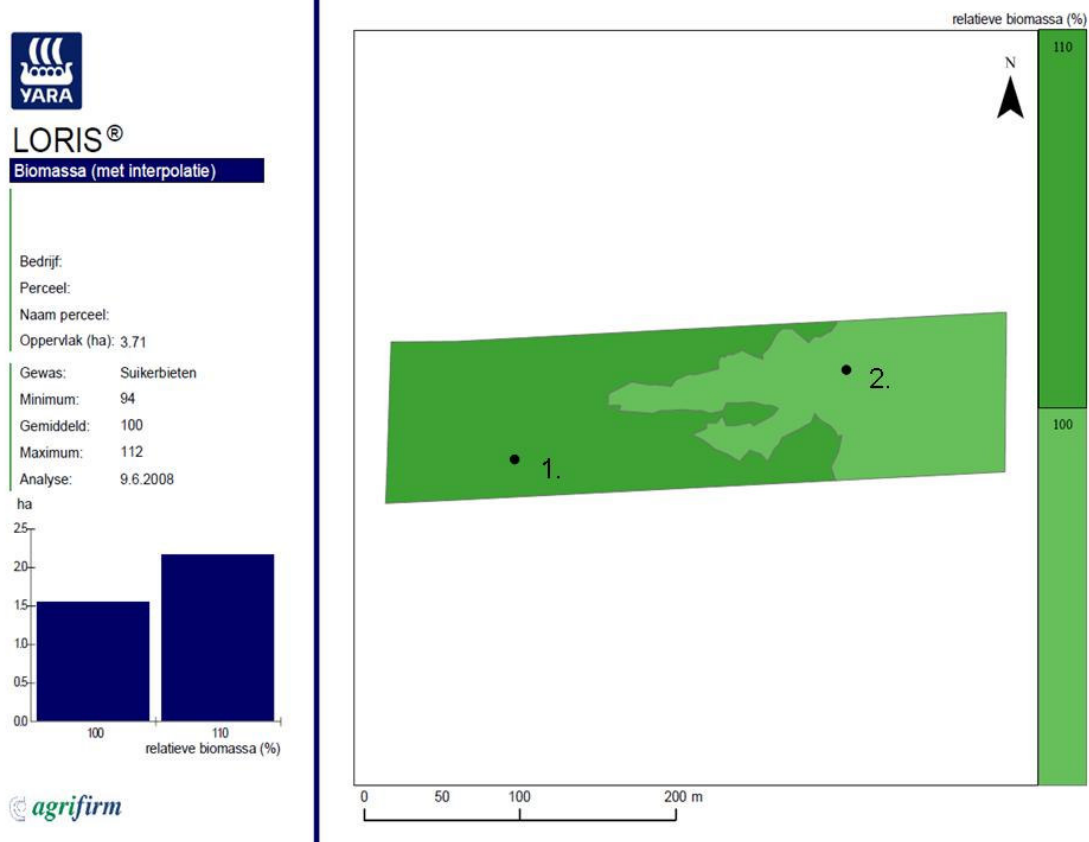 YARA
LORIS®
Biomassa (met interpolatie)
Bedrijf:
Perceel:
Naam perceel:
Oppervlak (ha): 3.71
Gewas: Suikerbieten
Minimum: 94
Gemiddeld: 100
Maximum: 112
Analyse: 9.6.2008
ha
2.5
2.0
1.5
1.0
0.5
0.0
100 110
relatieve biomassa (%)
agrifirm
relatieve biomassa (%)
110
N
100
1.
2.
0 50 100 200 m